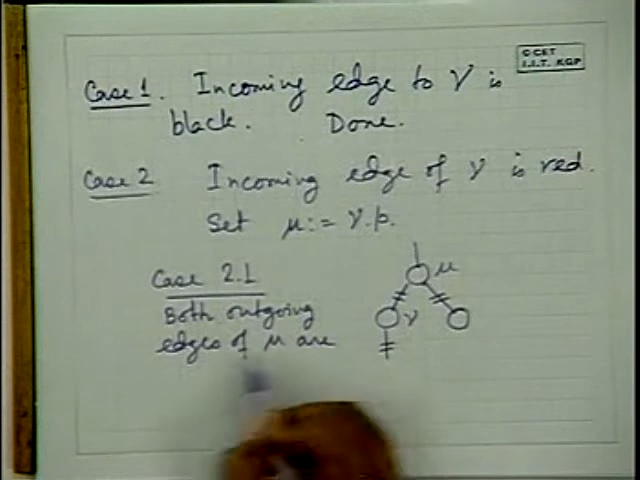 © CET
I.I.T. KGP
Case 1. Incoming edge to ν is
black. Done.
Case 2 Incoming edge of ν is red.
Set μ := ν.p.
Case 2.1
Both outgoing
edges of μ are
μ
ν